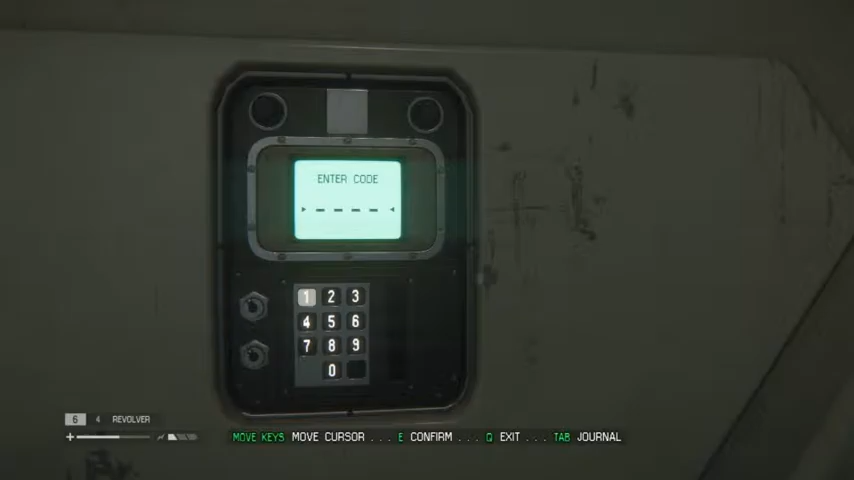 ENTER CODE
1 2 3
4 5 6
7 8 9
0
6 4 REVOLVER
MOVE KEYS MOVE CURSOR . . . E CONFIRM . . . Q EXIT . . . TAB JOURNAL